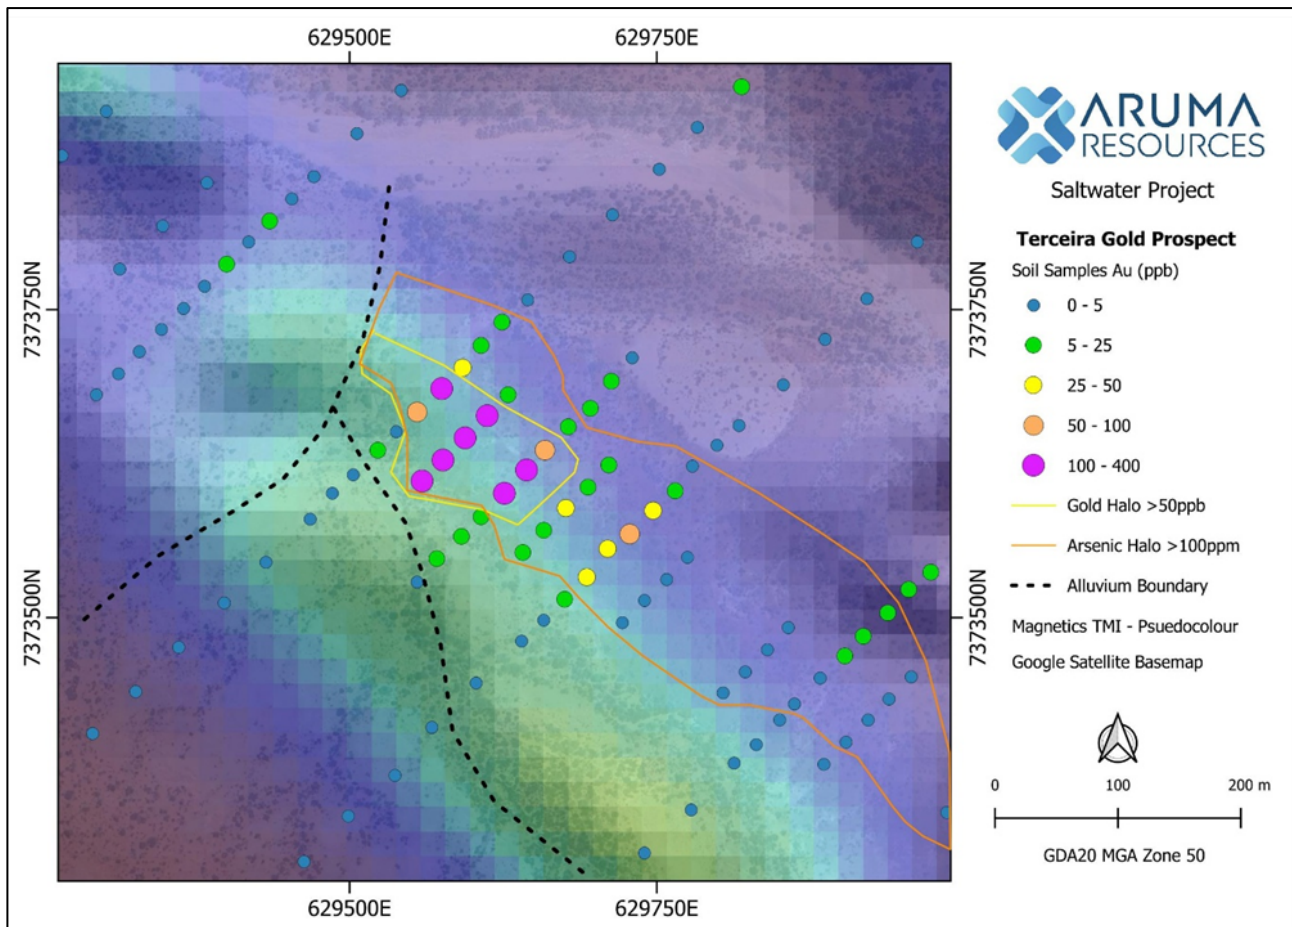 629500E 629750E
ARUMA
RESOURCES
Saltwater Project
Terceira Gold Prospect
Soil Samples Au (ppb)
0 - 5
5 - 25
25 - 50
50 - 100
100 - 400
Gold Halo >50ppb
Arsenic Halo >100ppm
Alluvium Boundary
Magnetics TMI - Psuedocolour
Google Satellite Basemap
0 100 200 m
GDA20 MGA Zone 50
7373750N 7373750N
7373500N 7373500N
629500E 629750E